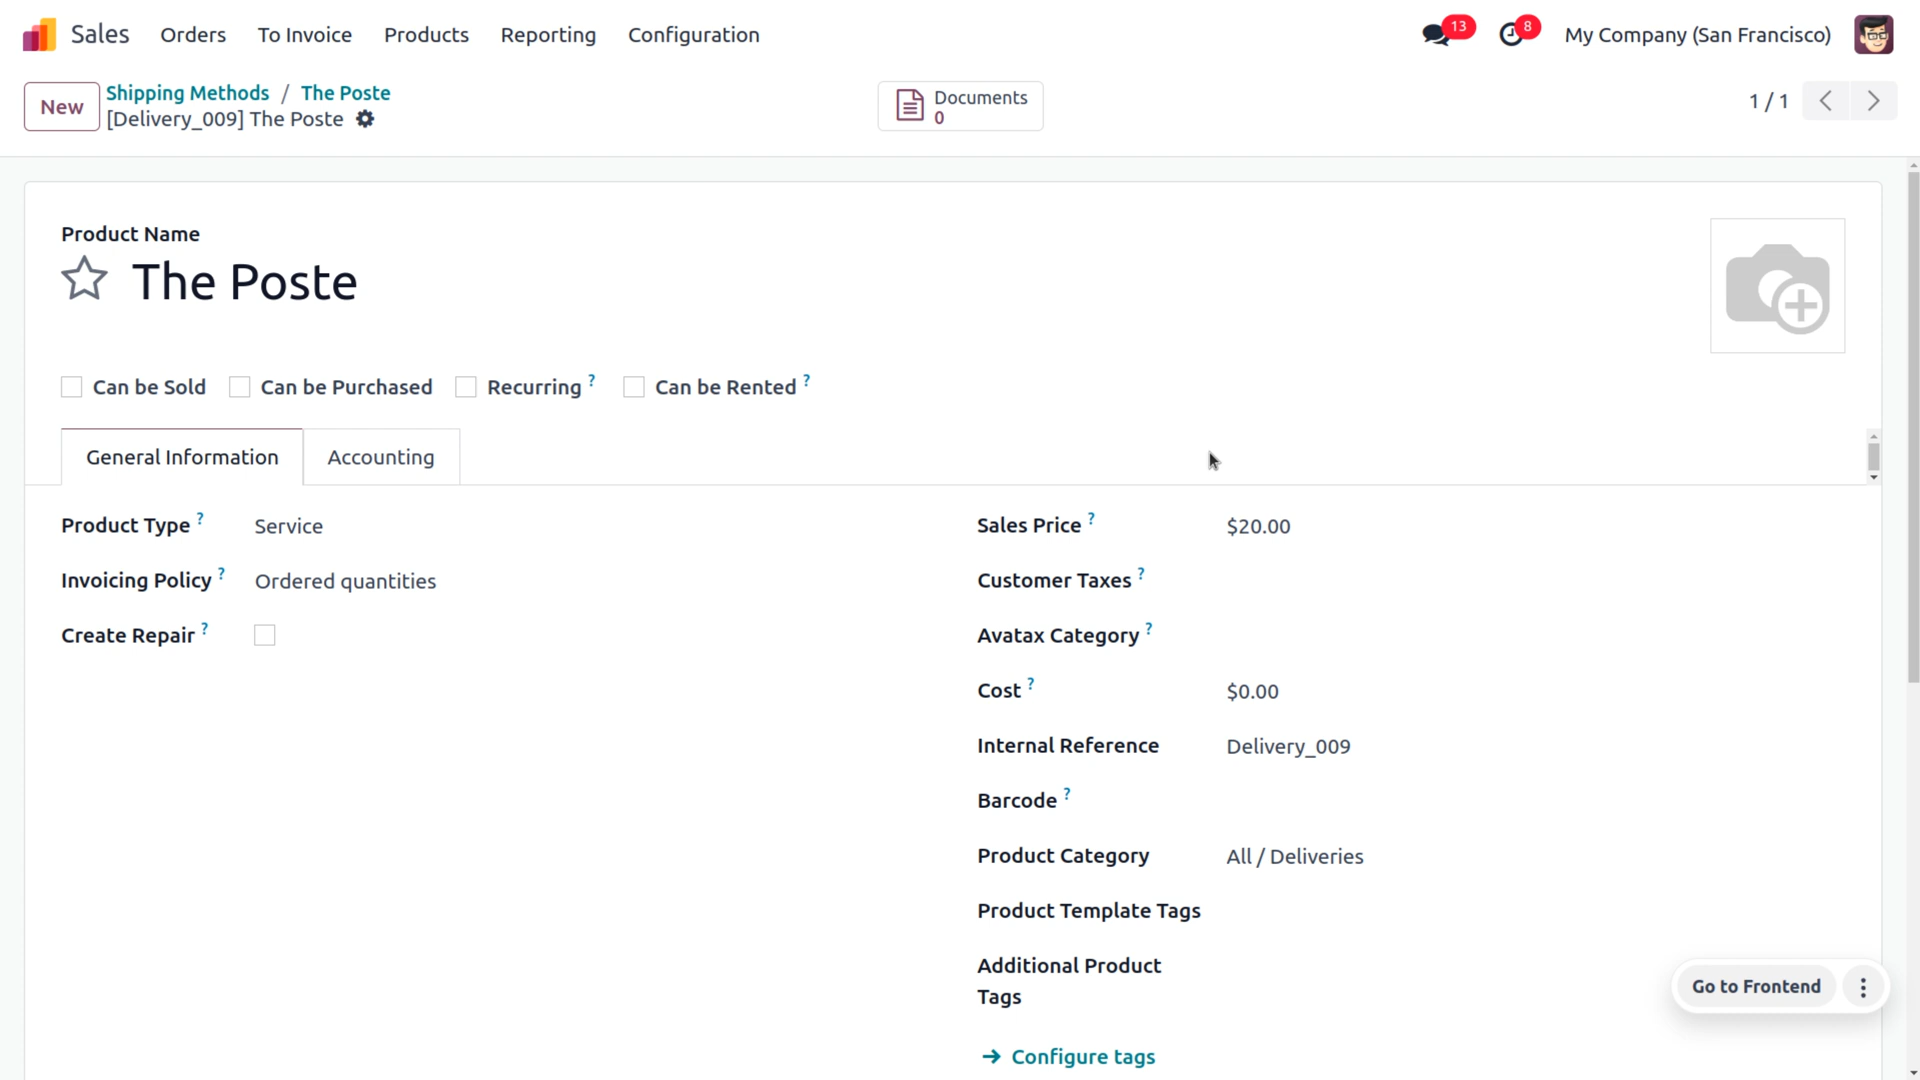 Sales Orders To Invoice Products Reporting Configuration 13 8 My Company (San Francisco)
New Shipping Methods / The Poste
[Delivery_009] The Poste
Documents
0
1 / 1
Product Name
The Poste
Can be Sold Can be Purchased Recurring ? Can be Rented ?
General Information Accounting
Product Type ? Service
Invoicing Policy ? Ordered quantities
Create Repair ?
Sales Price ? $20.00
Customer Taxes ?
Avatax Category ?
Cost ? $0.00
Internal Reference Delivery_009
Barcode ?
Product Category All / Deliveries
Product Template Tags
Additional Product
Tags
→ Configure tags
Go to Frontend